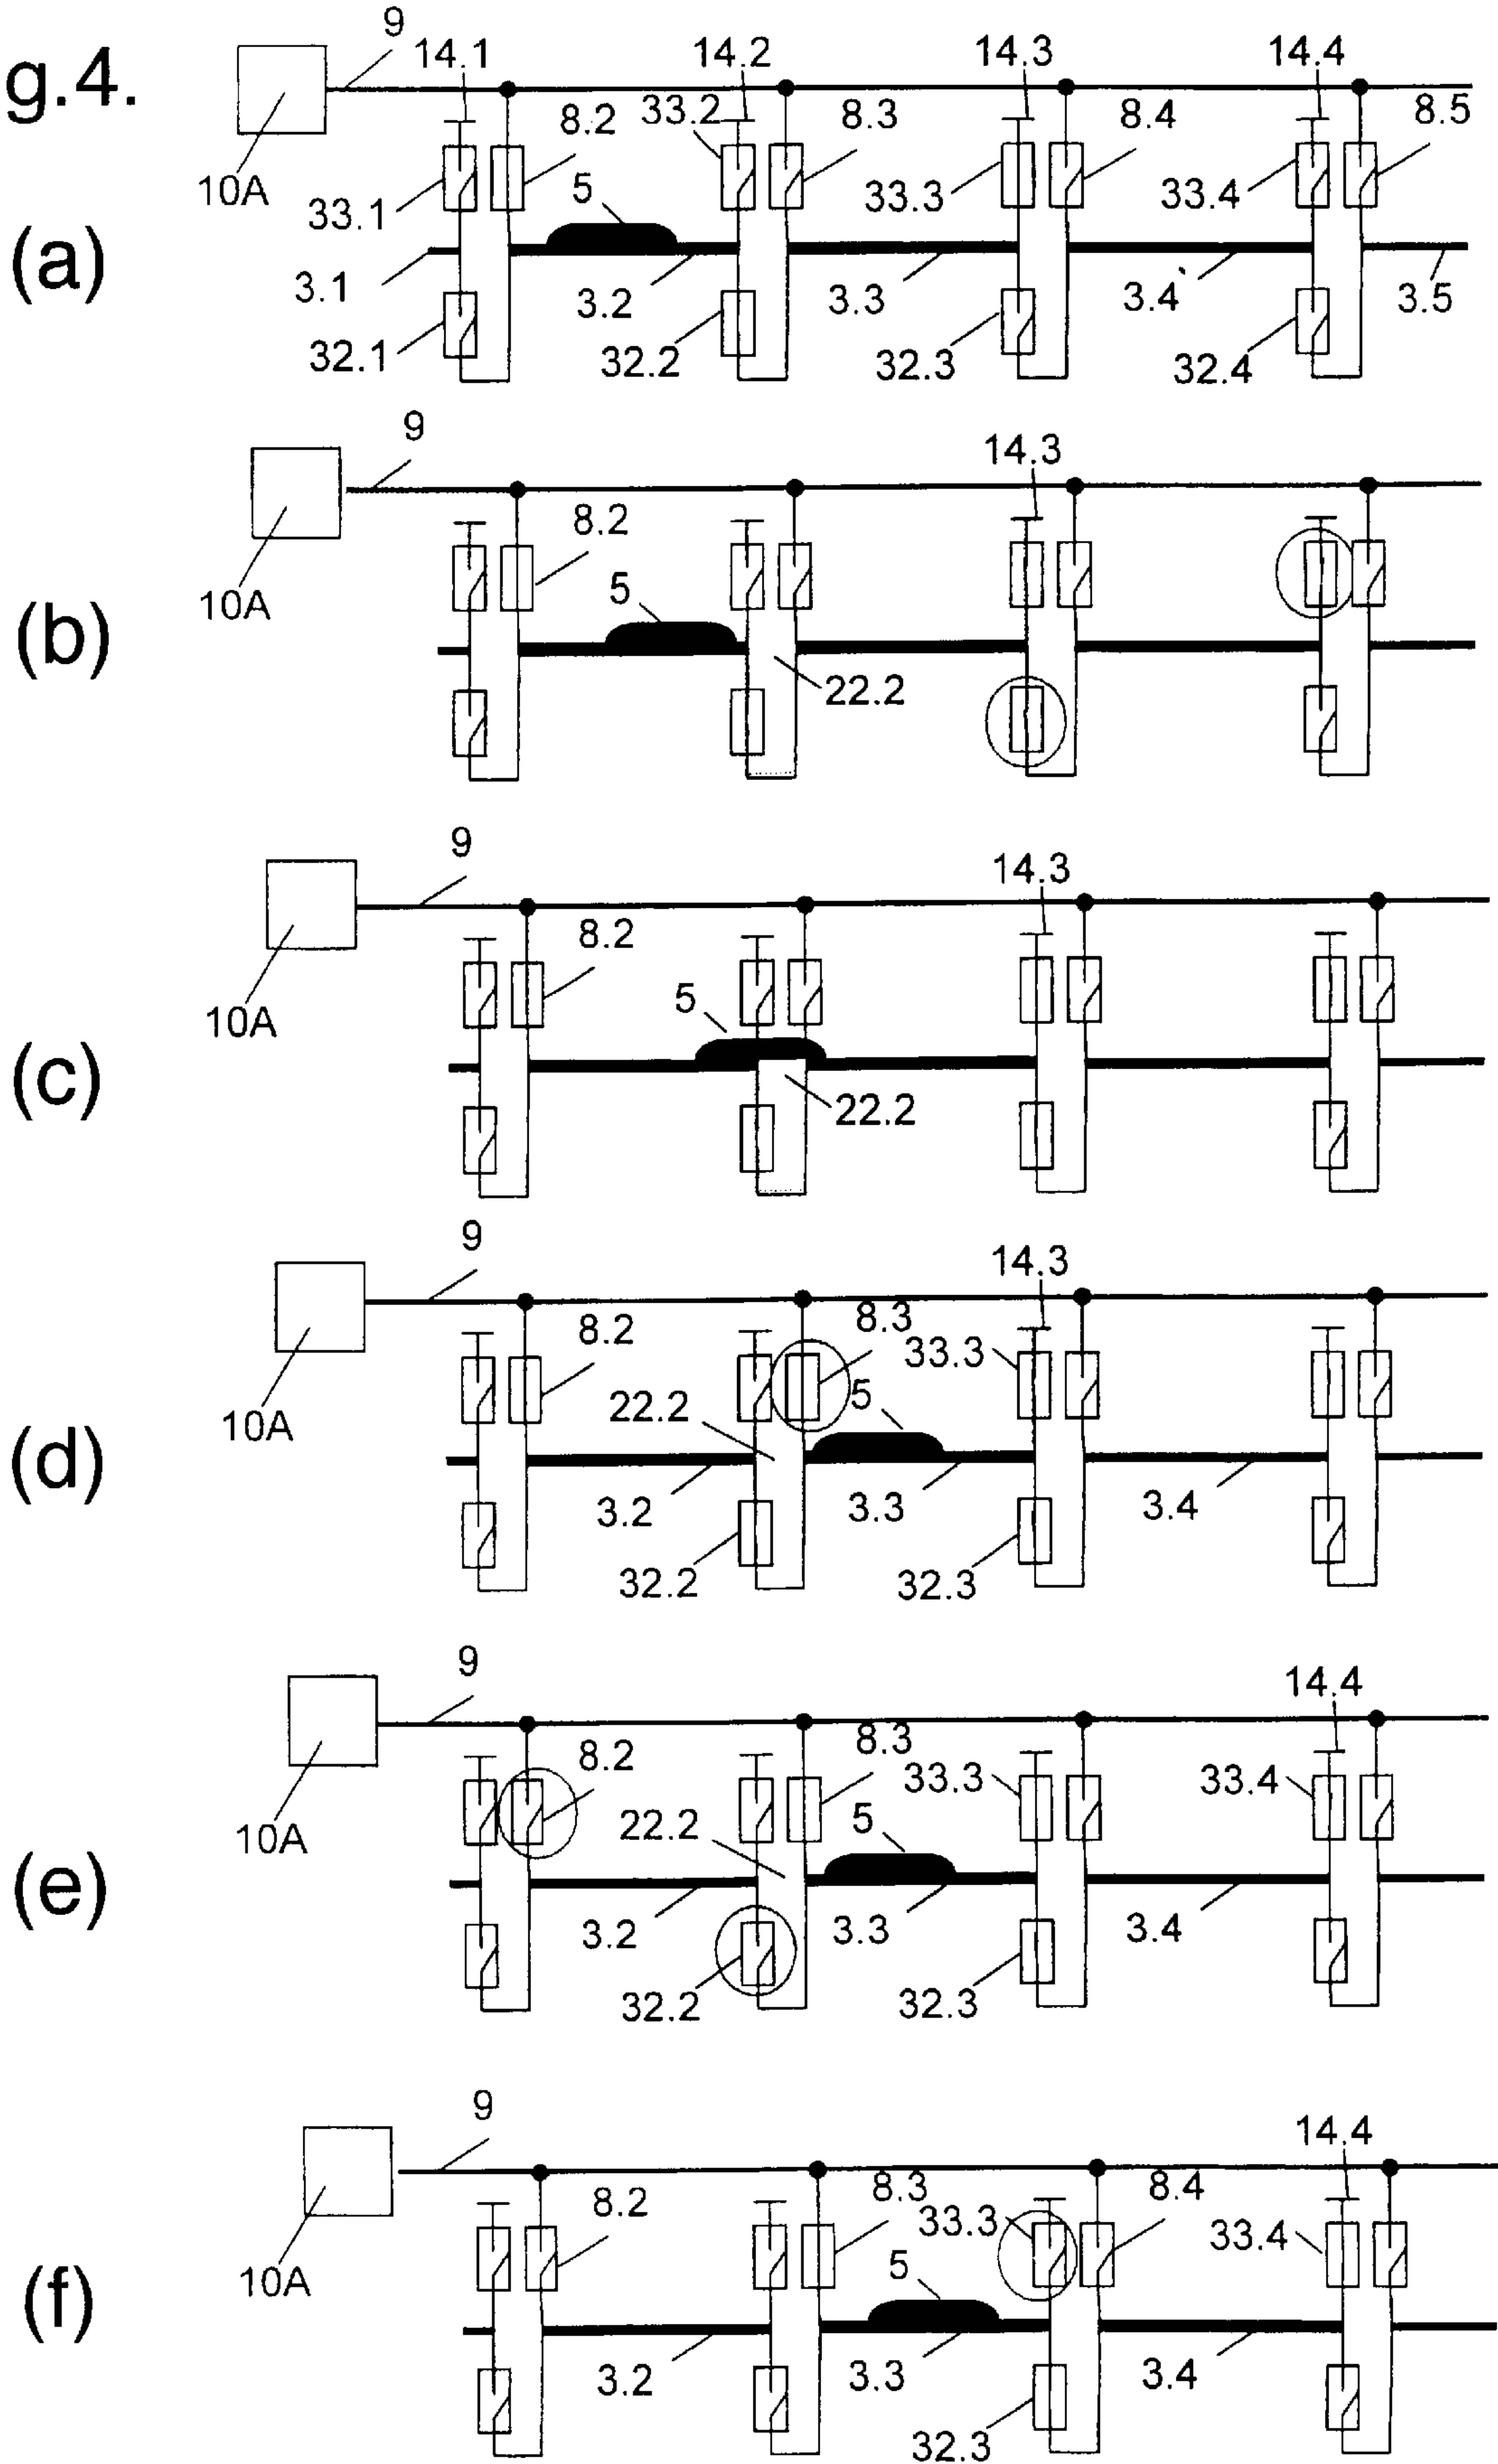 g.4.
9 14.1 14.2 14.3 14.4
8.2 33.2 8.3 8.4 8.5
10A 33.1 5 33.3 33.4
(a)
3.1 3.2 3.3 3.4 3.5
32.1 32.2 32.3 32.4
9 14.3
8.2
10A 5
(b)
22.2
9 14.3
8.2
10A 5
(c)
22.2
9 14.3
8.2 8.3 33.3
10A 22.2 5
(d)
3.2 3.3 3.4
32.2 32.3
9 14.4
8.2 8.3 33.3 33.4
10A 22.2 5
(e)
3.2 3.3 3.4
32.2 32.3
9 14.4
8.2 8.3 33.3 8.4 33.4
10A 5
(f)
3.2 3.3 3.4
32.3